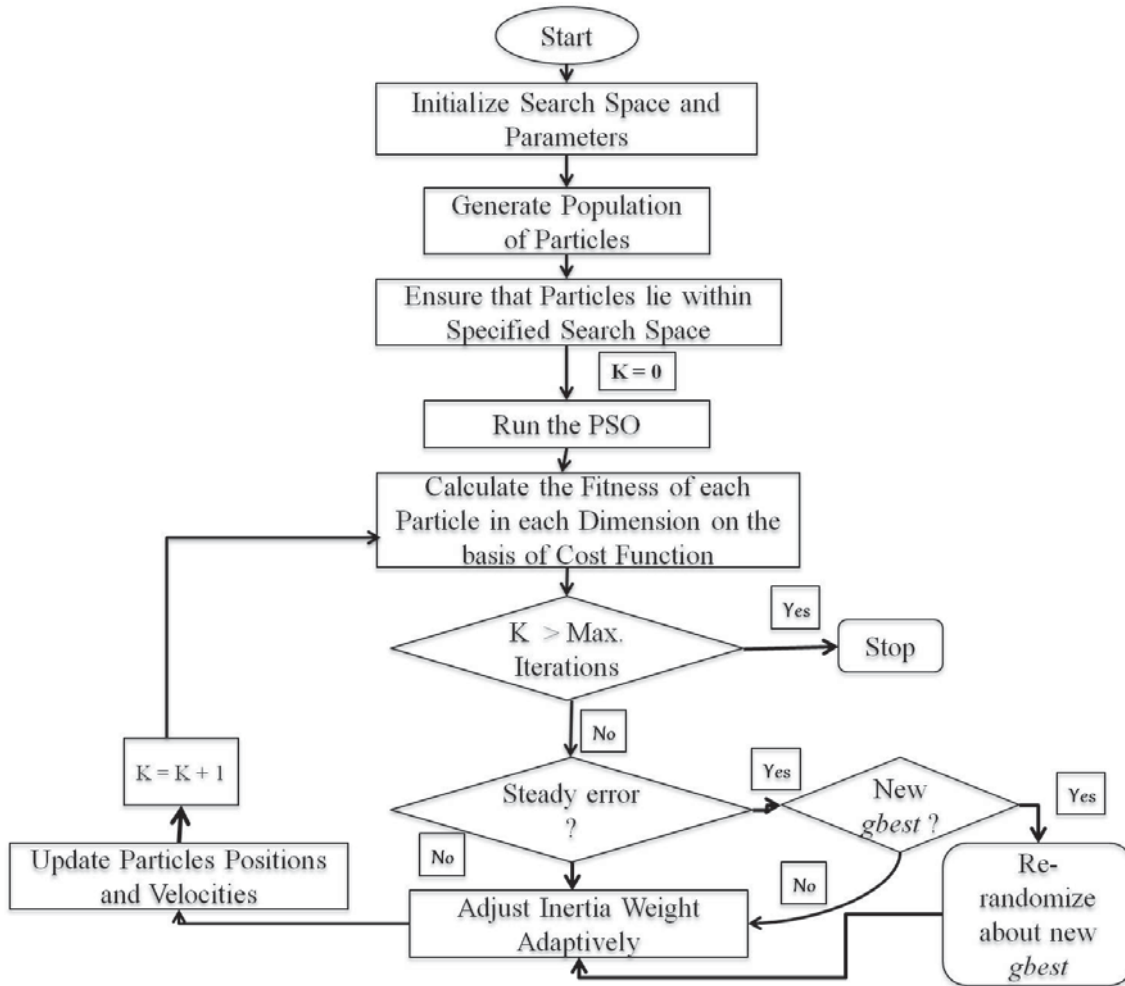 Start
Initialize Search Space and
Parameters
Generate Population
of Particles
Ensure that Particles lie within
Specified Search Space
K = 0
Run the PSO
Calculate the Fitness of each
Particle in each Dimension on the
basis of Cost Function
K > Max.
Iterations
Yes
Stop
No
Steady error
?
Yes
New
gbest ?
Yes
Re-
randomize
about new
gbest
No
No
Adjust Inertia Weight
Adaptively
Update Particles Positions
and Velocities
K = K + 1